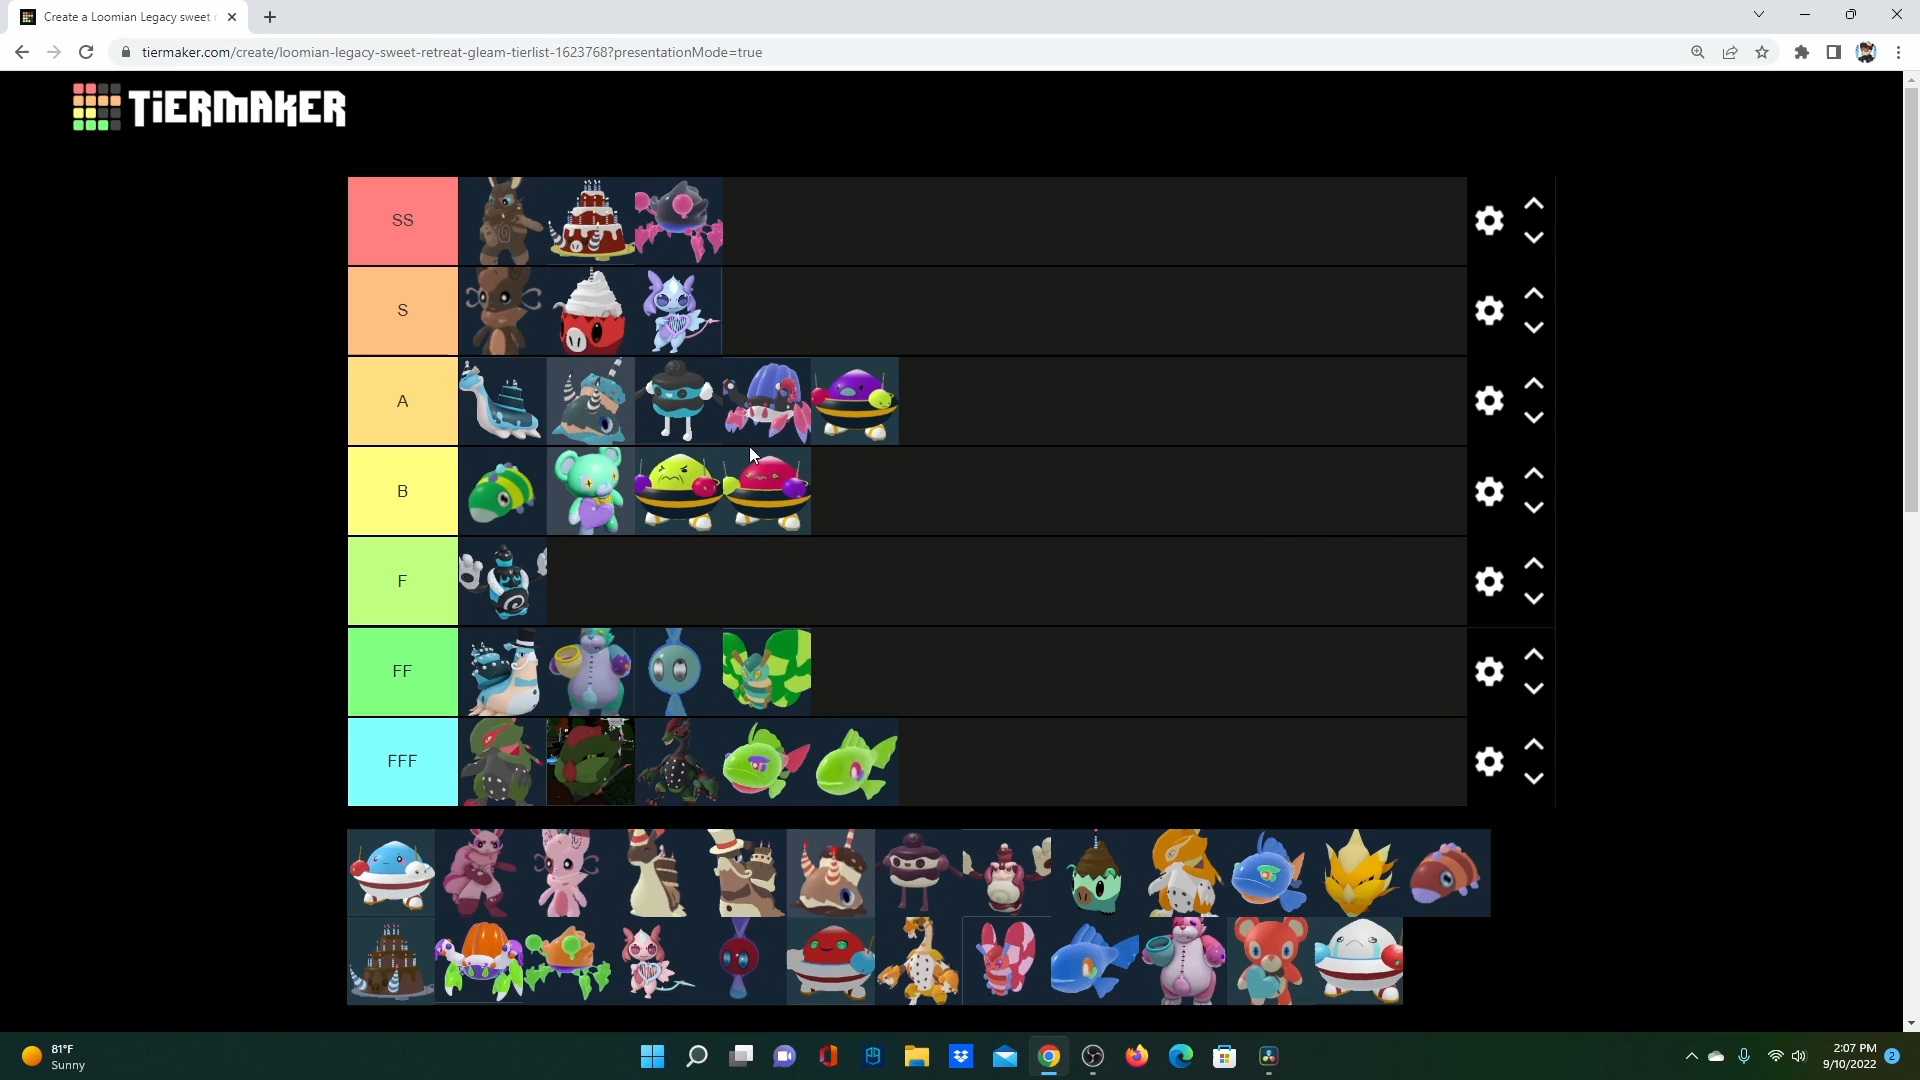 Create a Loomian Legacy sweet r
tiermaker.com/create/loomian-legacy-sweet-retreat-gleam-tierlist-1623768?presentationMode=true
TiERMAKER
SS
S
A
B
F
FF
FFF
81°F
Sunny
2:07 PM
9/10/2022
2